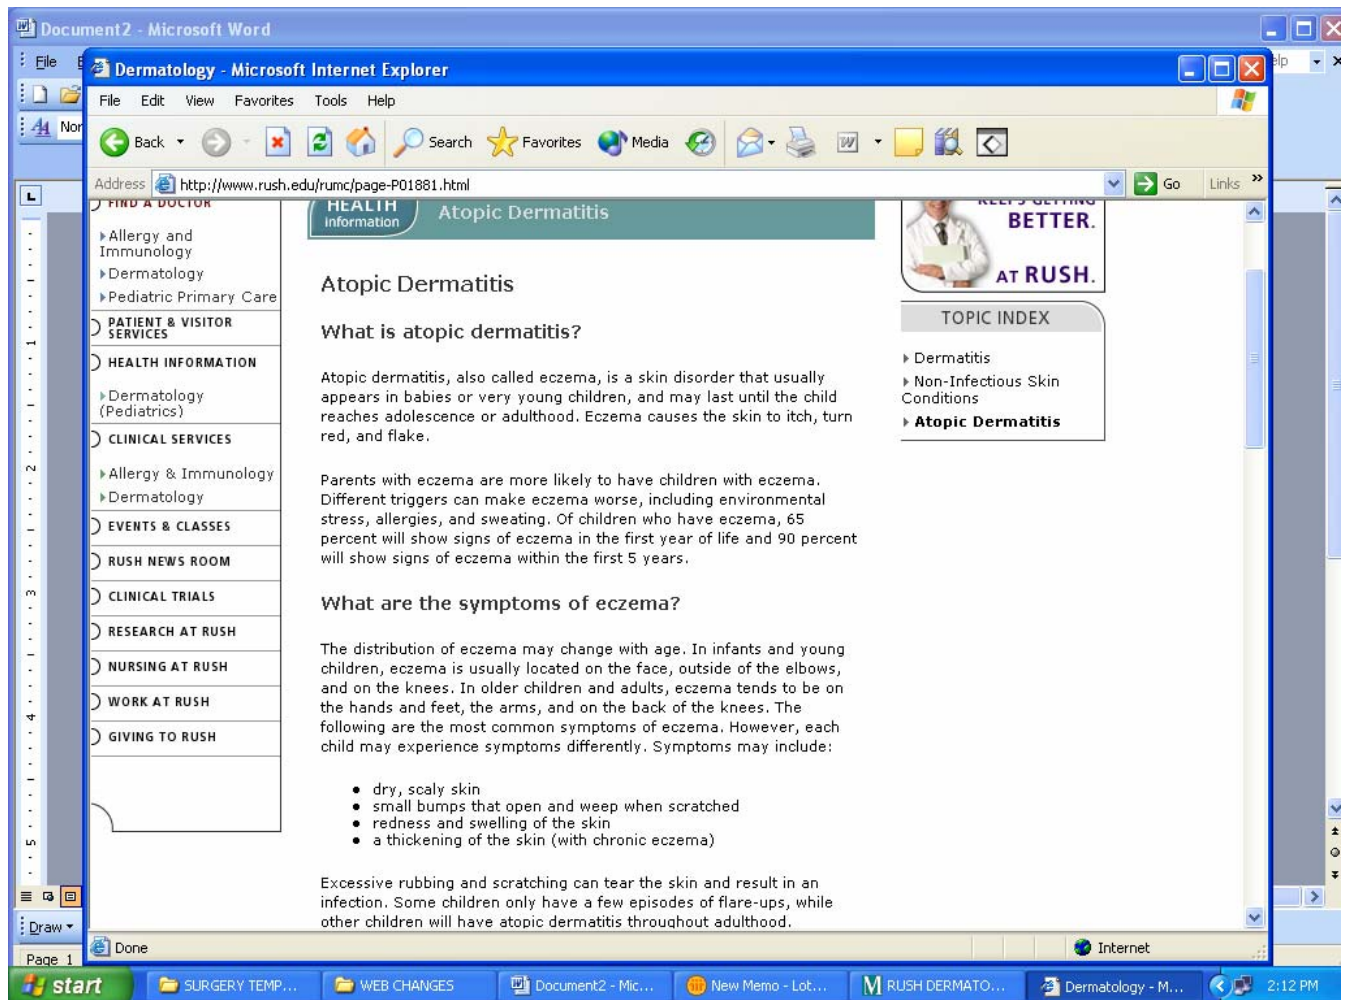 Document2 - Microsoft Word
File
elp
Dermatology - Microsoft Internet Explorer
File Edit View Favorites Tools Help
Nor
Back Search Favorites Media
Address http://www.rush.edu/rumc/page-P01881.html Go Links »
FIND A DOCTOR
Allergy and
Immunology
Dermatology
Pediatric Primary Care
PATIENT & VISITOR
SERVICES
HEALTH INFORMATION
Dermatology
(Pediatrics)
CLINICAL SERVICES
Allergy & Immunology
Dermatology
EVENTS & CLASSES
RUSH NEWS ROOM
CLINICAL TRIALS
RESEARCH AT RUSH
NURSING AT RUSH
WORK AT RUSH
GIVING TO RUSH
HEALTH
information
Atopic Dermatitis
Atopic Dermatitis
What is atopic dermatitis?
Atopic dermatitis, also called eczema, is a skin disorder that usually
appears in babies or very young children, and may last until the child
reaches adolescence or adulthood. Eczema causes the skin to itch, turn
red, and flake.
Parents with eczema are more likely to have children with eczema.
Different triggers can make eczema worse, including environmental
stress, allergies, and sweating. Of children who have eczema, 65
percent will show signs of eczema in the first year of life and 90 percent
will show signs of eczema within the first 5 years.
What are the symptoms of eczema?
The distribution of eczema may change with age. In infants and young
children, eczema is usually located on the face, outside of the elbows,
and on the knees. In older children and adults, eczema tends to be on
the hands and feet, the arms, and on the back of the knees. The
following are the most common symptoms of eczema. However, each
child may experience symptoms differently. Symptoms may include:
• dry, scaly skin
• small bumps that open and weep when scratched
• redness and swelling of the skin
• a thickening of the skin (with chronic eczema)
Excessive rubbing and scratching can tear the skin and result in an
infection. Some children only have a few episodes of flare-ups, while
other children will have atopic dermatitis throughout adulthood.
KEEPS GETTING
BETTER.
AT RUSH.
TOPIC INDEX
Dermatitis
Non-Infectious Skin
Conditions
Atopic Dermatitis
1
2
3
4
5
Draw
Done Internet
Page 1
start SURGERY TEMP... WEB CHANGES Document2 - Mic... New Memo - Lot... RUSH DERMATO... Dermatology - M... 2:12 PM